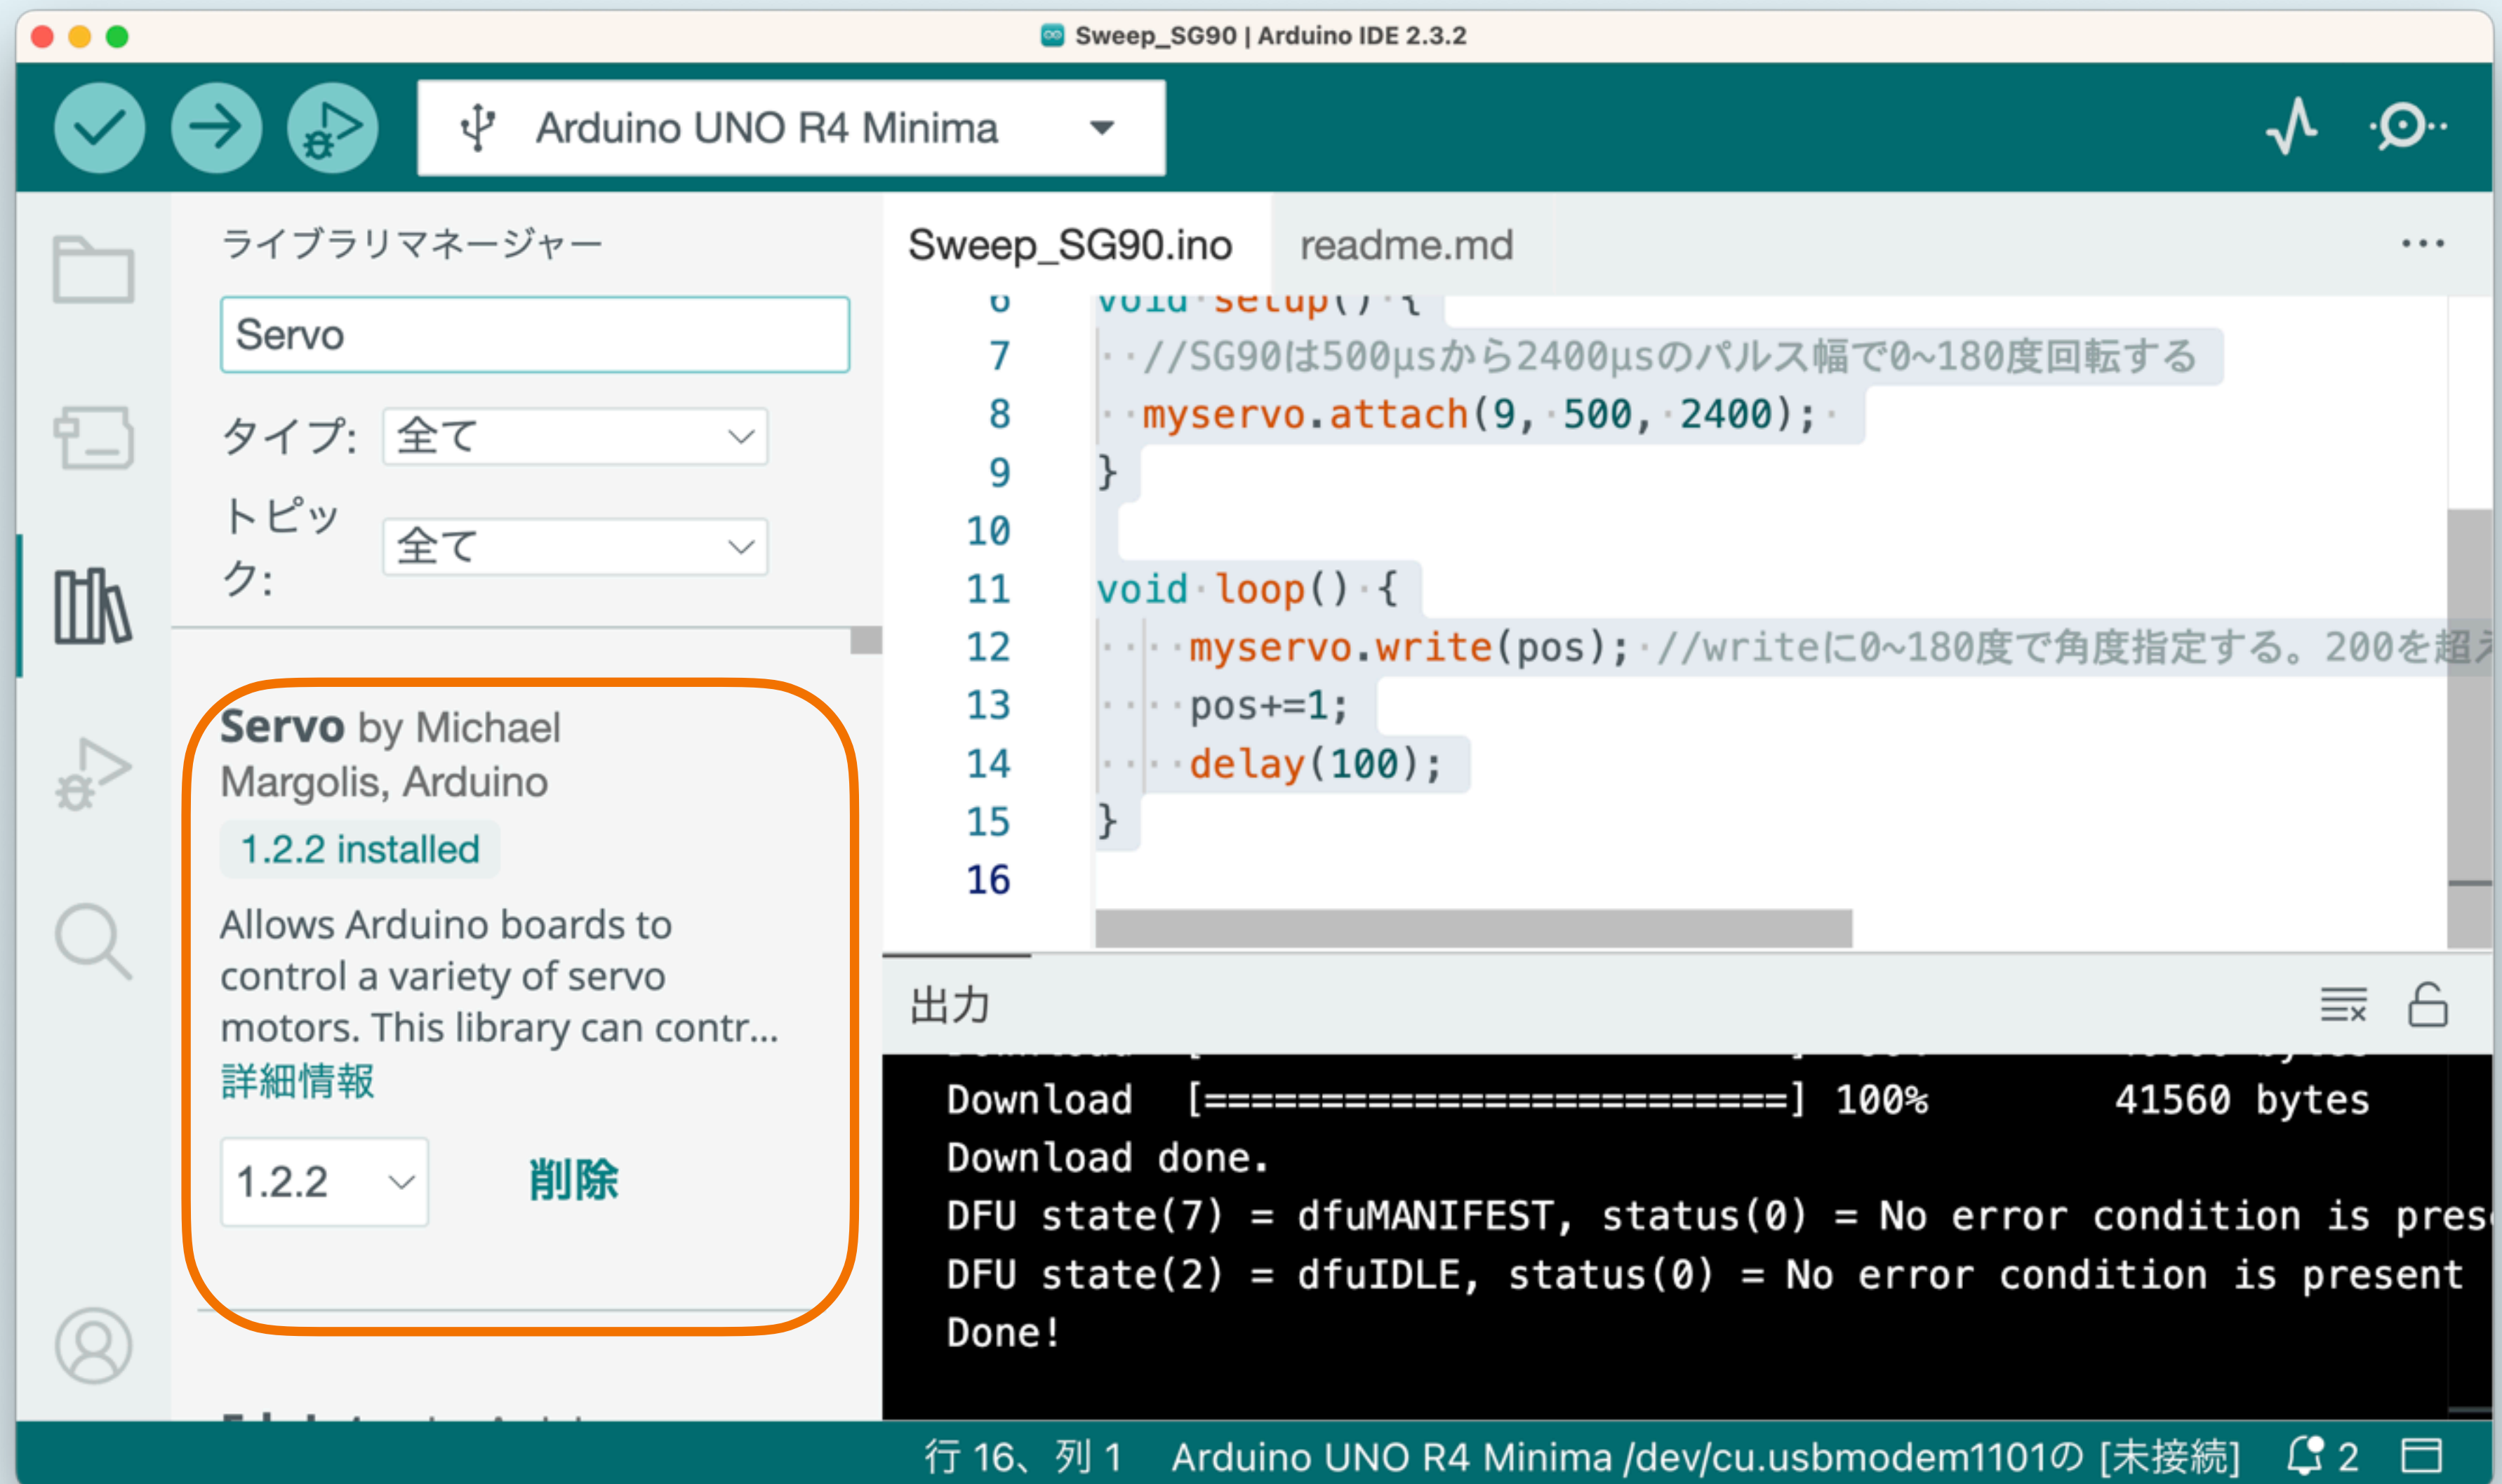 Sweep_SG90 | Arduino IDE 2.3.2
Arduino UNO R4 Minima
ライブラリマネージャー
Servo
タイプ: 全て
トピック: 全て
Servo by Michael
Margolis, Arduino
1.2.2 installed
Allows Arduino boards to
control a variety of servo
motors. This library can contr...
詳細情報
1.2.2 削除
Sweep_SG90.ino readme.md
6 void setup() {
7 //SG90は500μsから2400μsのパルス幅で0~180度回転する
8 myservo.attach(9, 500, 2400);
9 }
10
11 void loop() {
12 myservo.write(pos); //writeに0~180度で角度指定する。200を超え
13 pos+=1;
14 delay(100);
15 }
16
出力
Download [=========================] 100% 41560 bytes
Download done.
DFU state(7) = dfuMANIFEST, status(0) = No error condition is pres
DFU state(2) = dfuIDLE, status(0) = No error condition is present
Done!
行 16、列 1 Arduino UNO R4 Minima /dev/cu.usbmodem1101の [未接続] 2